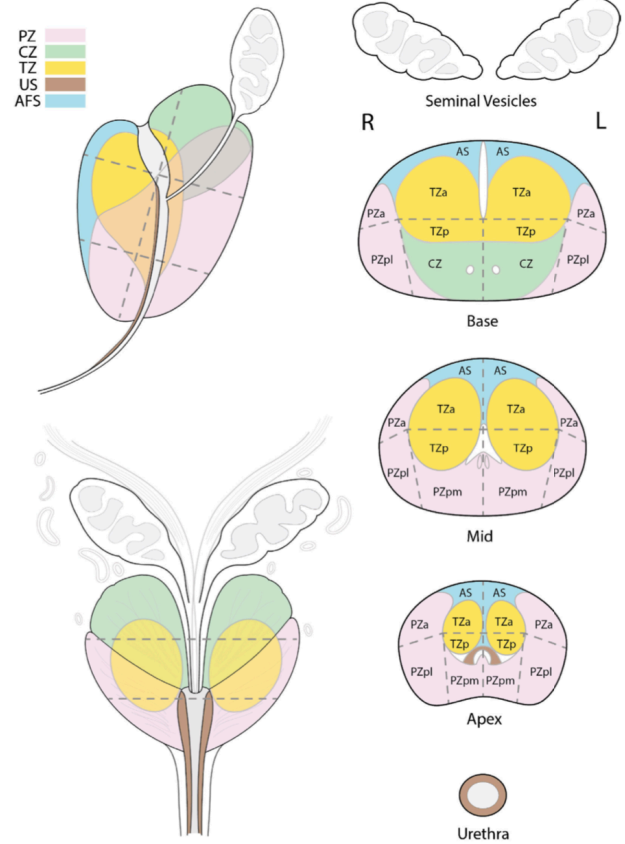 PZ
CZ
TZ
US
AFS
Seminal Vesicles
R L
AS AS
TZa TZa
PZa PZa
TZp TZp
PZpl CZ CZ PZpl
Base
AS AS
TZa TZa
PZa PZa
TZp TZp
PZpl PZpl
PZpm PZpm
Mid
AS AS
PZa TZa TZa PZa
TZp TZp
PZpl PZpl
PZpm PZpm
Apex
Urethra